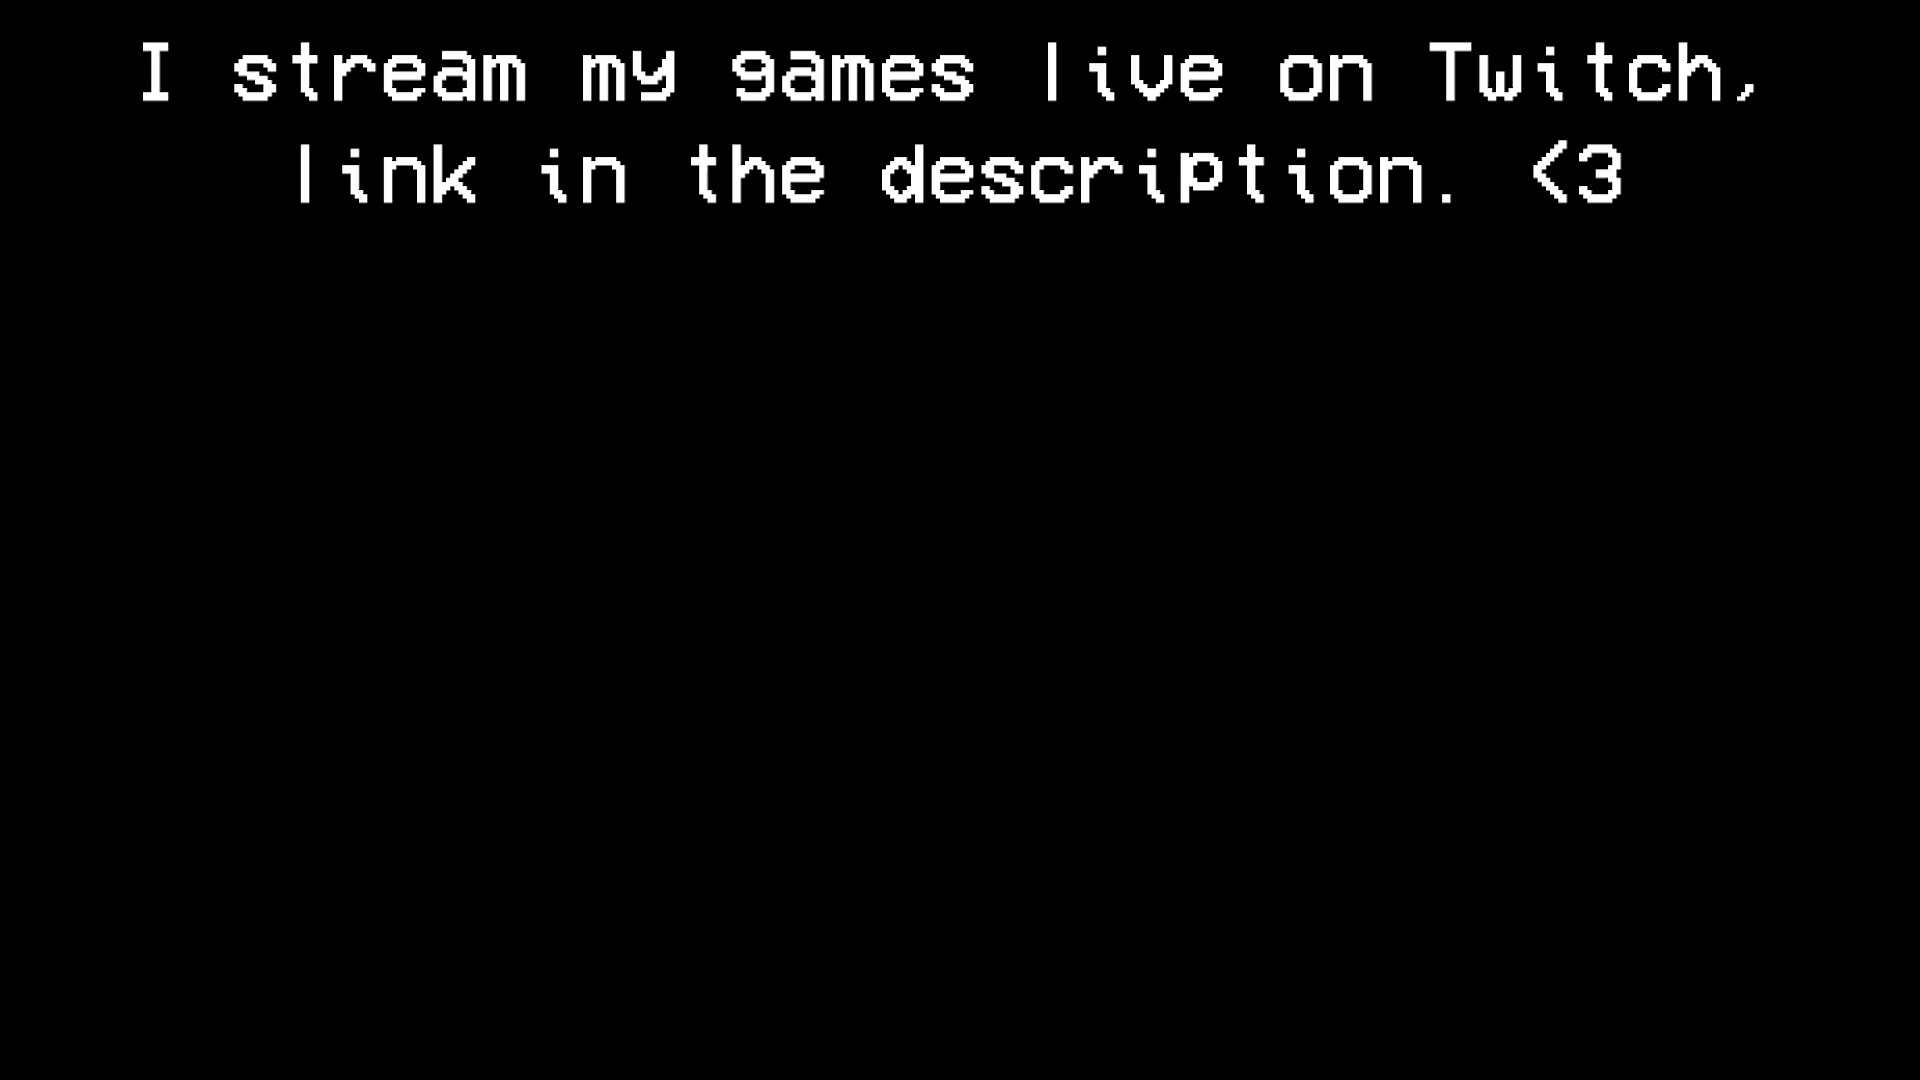 I stream my games live on Twitch,
link in the description. <3